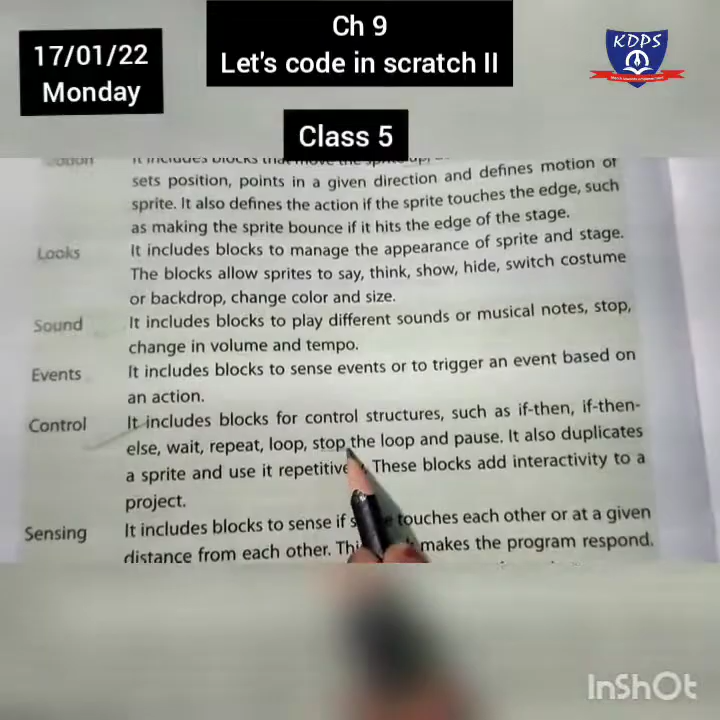 Ch 9
Let's code in scratch II
17/01/22
Monday
KDPS
Class 5
It includes blocks that move the sprite up,
sets position, points in a given direction and defines motion of
sprite. It also defines the action if the sprite touches the edge, such
as making the sprite bounce if it hits the edge of the stage.
Looks It includes blocks to manage the appearance of sprite and stage.
The blocks allow sprites to say, think, show, hide, switch costume
or backdrop, change color and size.
Sound It includes blocks to play different sounds or musical notes, stop,
change in volume and tempo.
Events It includes blocks to sense events or to trigger an event based on
an action.
Control It includes blocks for control structures, such as if-then, if-then-
else, wait, repeat, loop, stop the loop and pause. It also duplicates
a sprite and use it These blocks add interactivity to a
project.
Sensing It includes blocks to sense if touches each other or at a given
distance from each other. makes the program respond.
InShOt